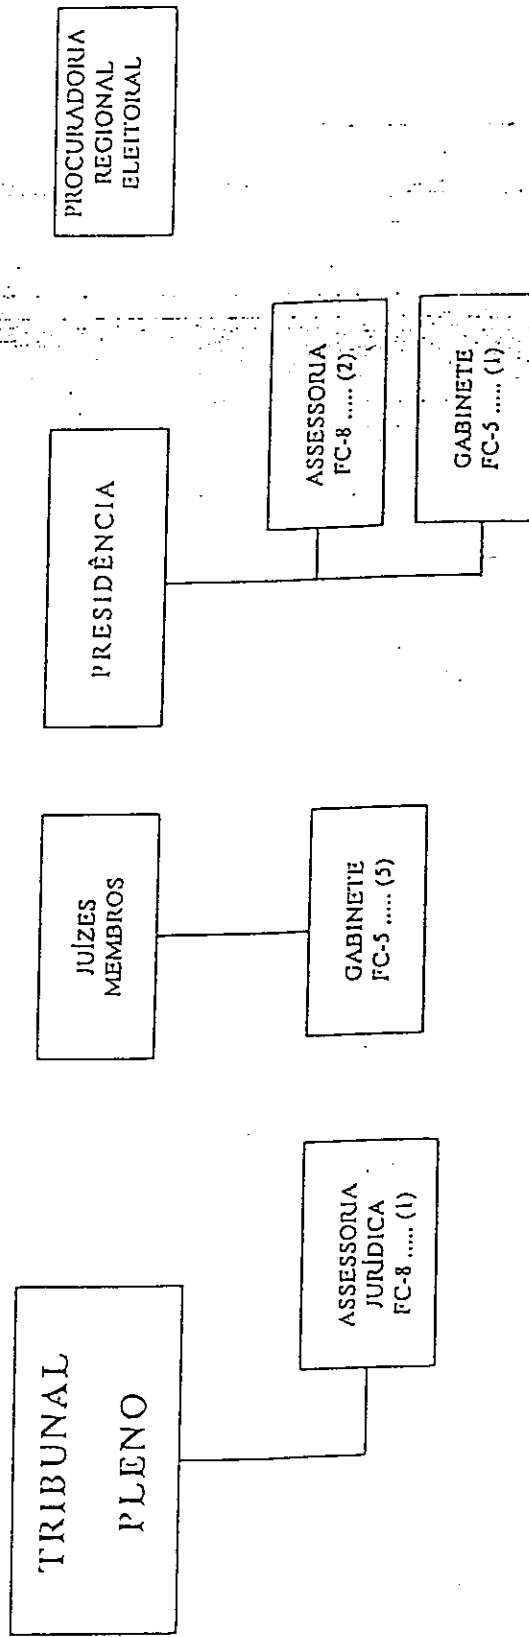 TRIBUNAL
PLENO
JUÍZES
MEMBROS
PRESIDÊNCIA
PROCURADORIA
REGIONAL
ELEITORAL
ASSESSORIA
JURÍDICA
FC-8 ..... (1)
GABINETE
FC-5 ..... (5)
ASSESSORIA
FC-8 ..... (2)
GABINETE
FC-5 ..... (1)